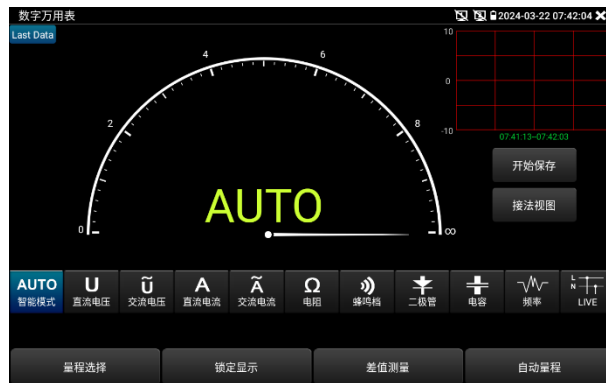 数字万用表
2024-03-22 07:42:04
Last Data
0
2
4
6
8
∞
AUTO
10
0
-10
07:41:13--07:42:03
开始保存
接法视图
AUTO 智能模式
U 直流电压
Ũ 交流电压
A 直流电流
Ã 交流电流
Ω 电阻
蜂鸣档
二极管
电容
频率
L N LIVE
量程选择
锁定显示
差值测量
自动量程